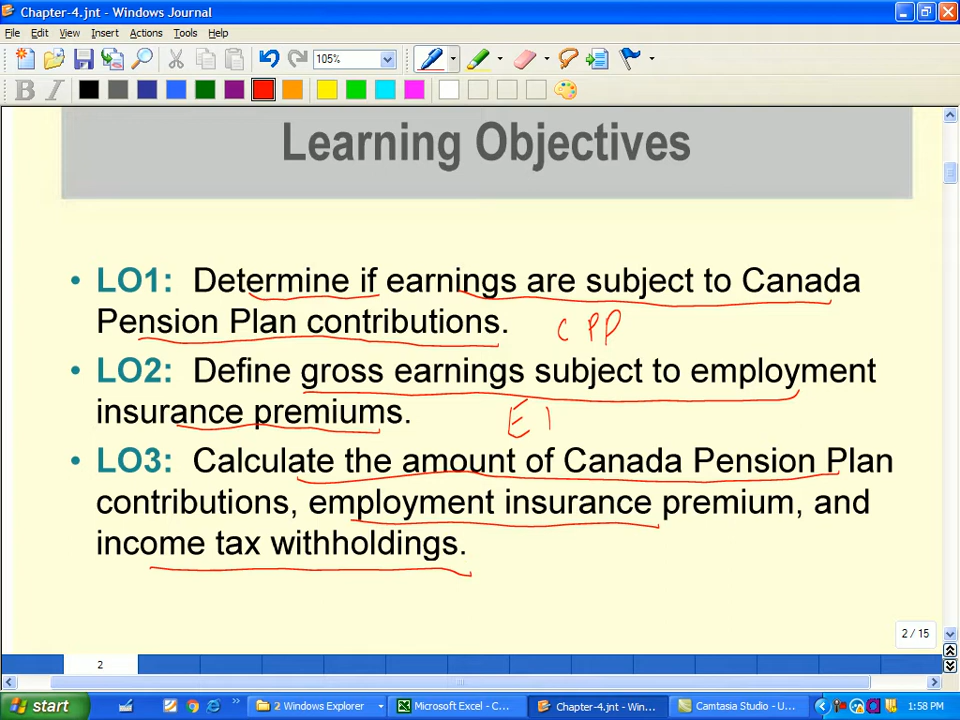 Chapter-4.jnt - Windows Journal
File Edit View Insert Actions Tools Help
105%
B I
Learning Objectives
• LO1: Determine if earnings are subject to Canada
Pension Plan contributions.
CPP
• LO2: Define gross earnings subject to employment
insurance premiums.
EI
• LO3: Calculate the amount of Canada Pension Plan
contributions, employment insurance premium, and
income tax withholdings.
2 / 15
2
start 2 Windows Explorer Microsoft Excel - C... Chapter-4.jnt - Win... Camtasia Studio - U... 1:58 PM